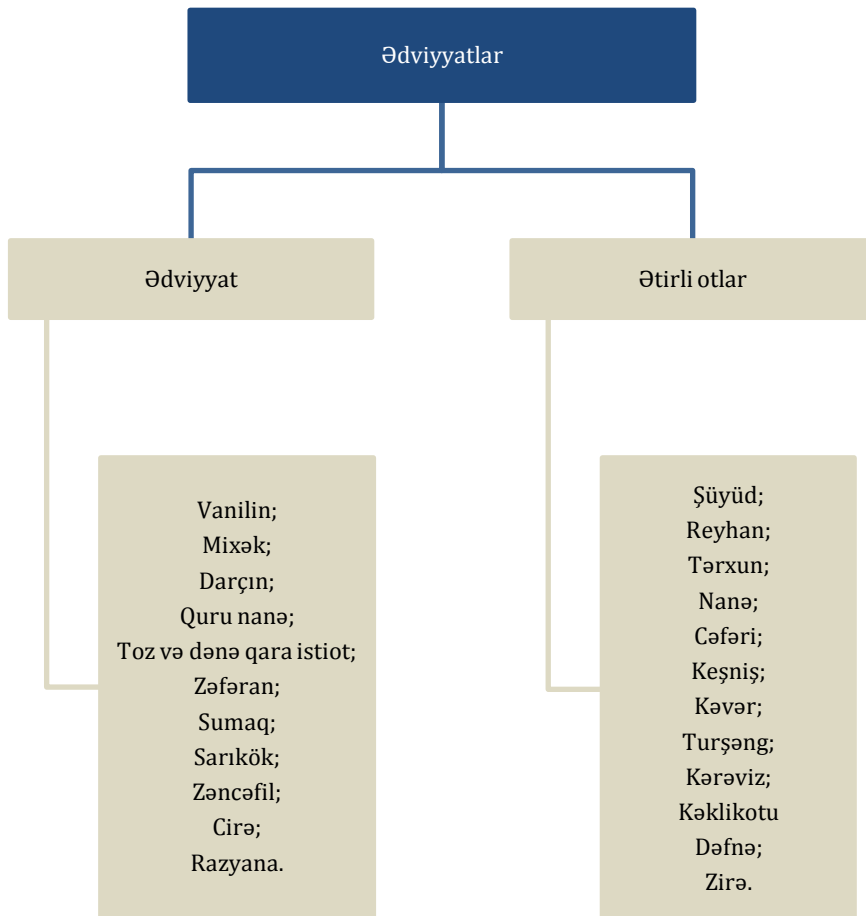 Ədviyyatlar
Ədviyyat
Ətirli otlar
Vanilin;
Mixək;
Darçın;
Quru nanə;
Toz və dənə qara istiot;
Zəfəran;
Sumaq;
Sarıkök;
Zəncəfil;
Cirə;
Razyana.
Şüyüd;
Reyhan;
Tərxun;
Nanə;
Cəfəri;
Keşniş;
Kəvər;
Turşəng;
Kərəviz;
Kəklikotu
Dəfnə;
Zirə.